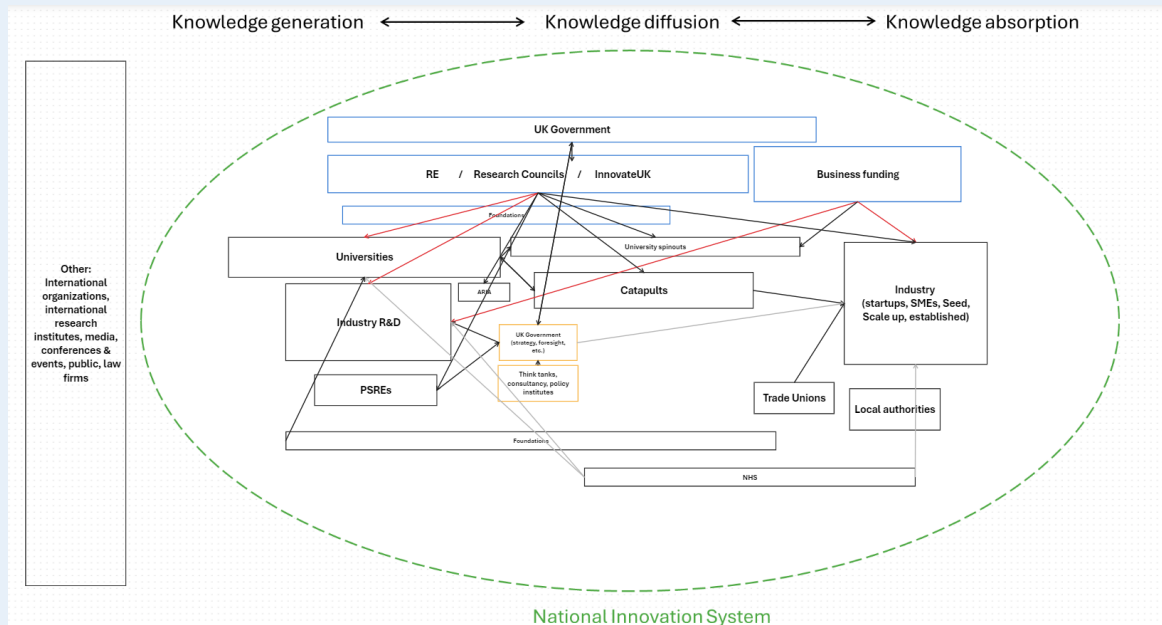 Knowledge generation
Knowledge diffusion
Knowledge absorption
Other:
International
organizations,
international
research
institutes, media,
conferences &
events, public, law
firms
UK Government
RE / Research Councils / InnovateUK
Business funding
Foundations
Universities
University spinouts
Industry R&D
ARIA
Catapults
Industry
(startups, SMEs, Seed,
Scale up, established)
UK Government
(strategy, foresight,
etc.)
Think tanks,
consultancy, policy
institutes
PSREs
Trade Unions
Local authorities
Foundations
NHS
National Innovation System